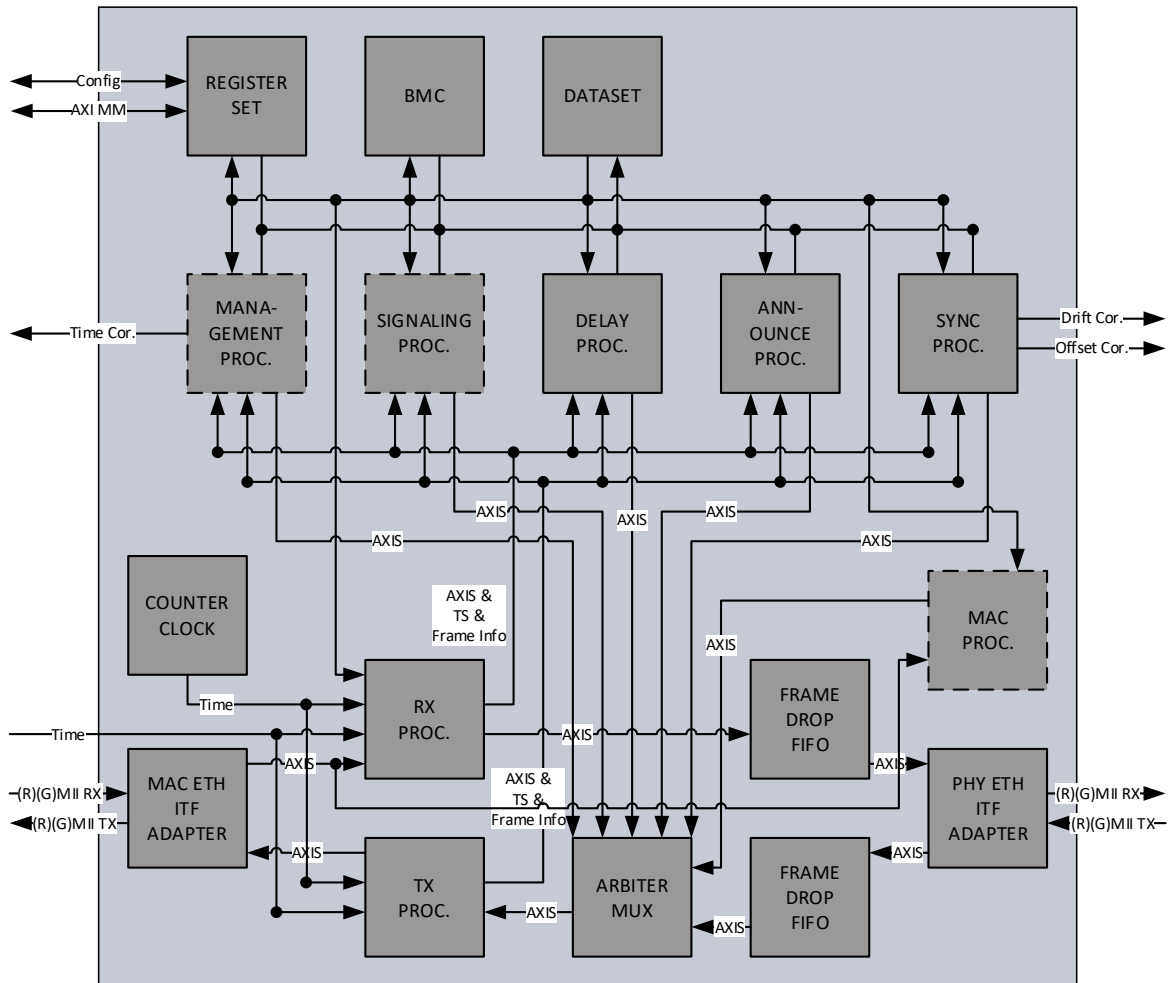 REGISTER
SET
BMC
DATASET
Config
AXI MM
MANA-
GEMENT
PROC.
SIGNALING
PROC.
DELAY
PROC.
ANN-
OUNCE
PROC.
SYNC
PROC.
Time Cor.
Drift Cor.
Offset Cor.
AXIS
AXIS
AXIS
AXIS
AXIS
COUNTER
CLOCK
AXIS &
TS &
Frame Info
MAC
PROC.
AXIS
RX
PROC.
FRAME
DROP
FIFO
Time
Time
AXIS
MAC ETH
ITF
ADAPTER
AXIS
AXIS
PHY ETH
ITF
ADAPTER
AXIS &
TS &
Frame Info
(R)(G)MII RX
(R)(G)MII TX
(R)(G)MII RX
(R)(G)MII TX
AXIS
AXIS
TX
PROC.
ARBITER
MUX
FRAME
DROP
FIFO
AXIS
AXIS